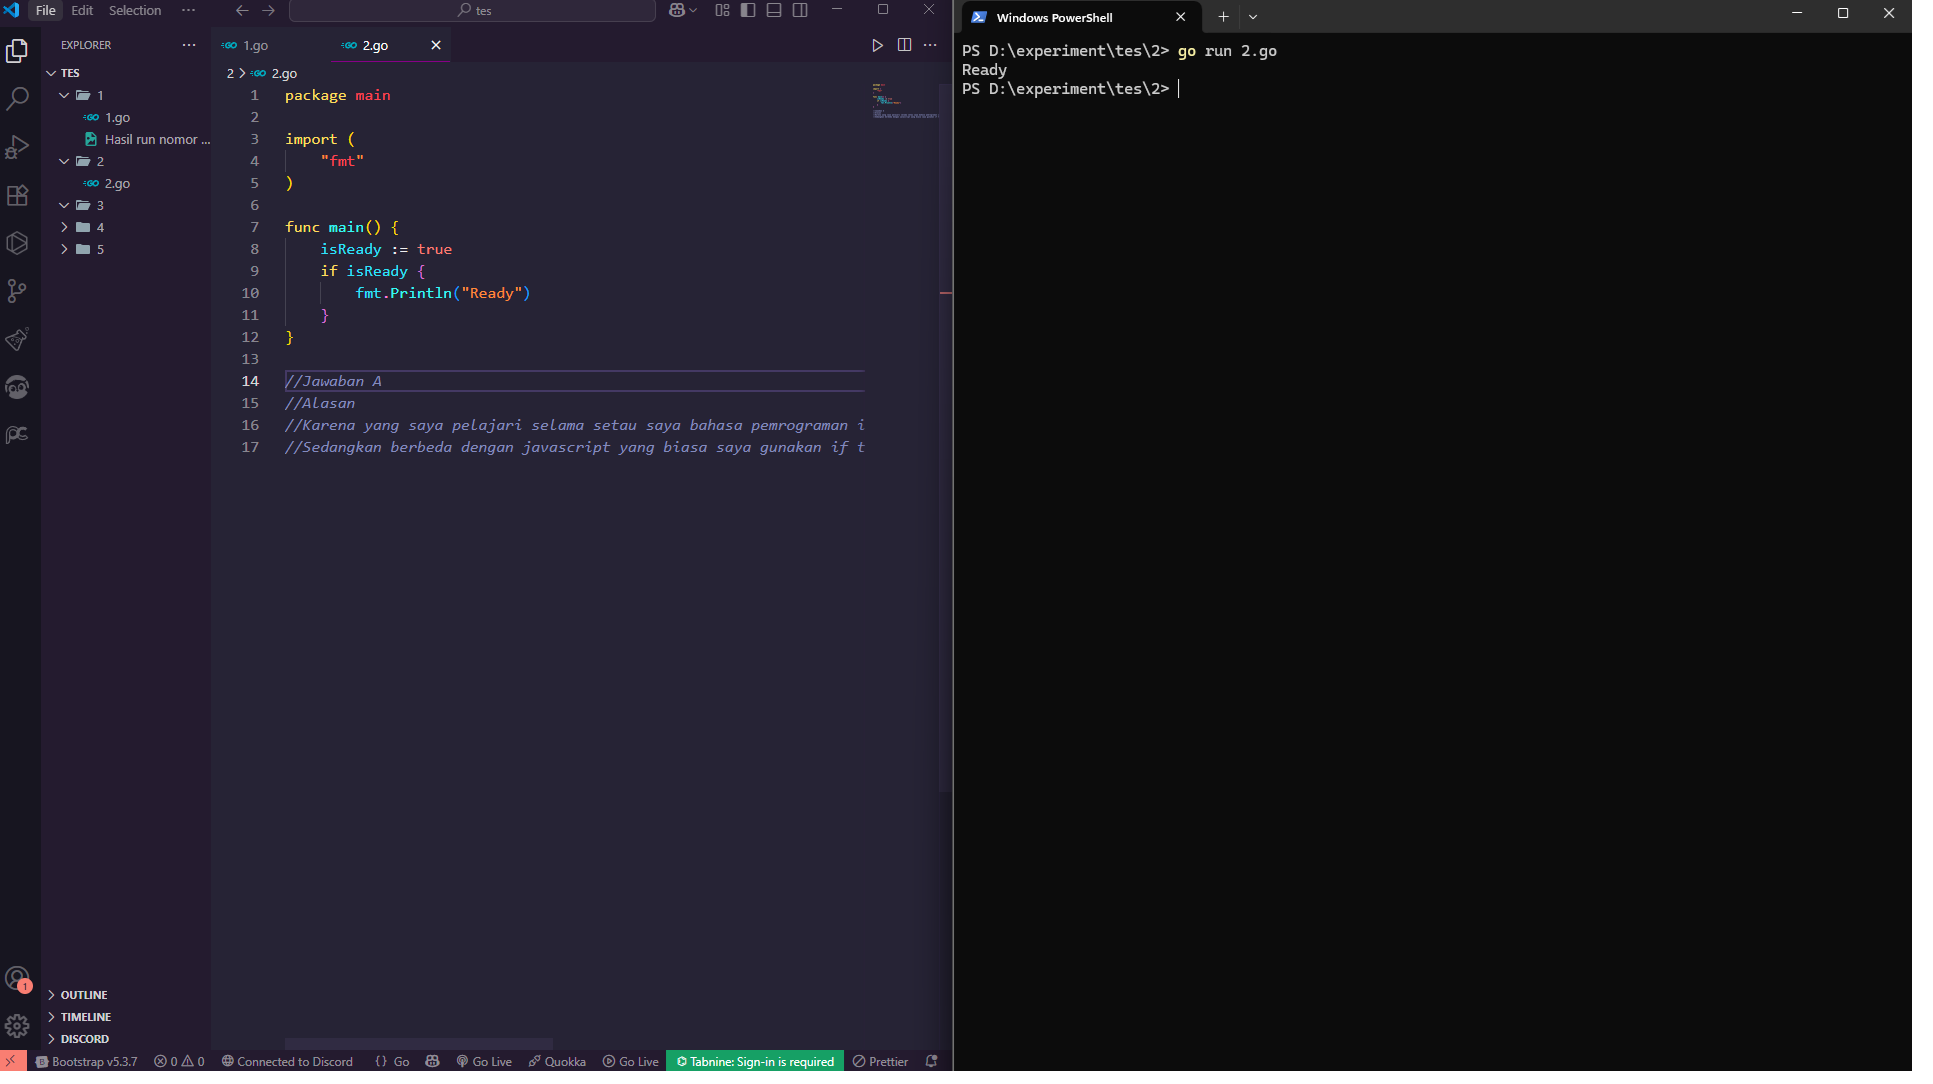 File Edit Selection ··· tes
EXPLORER ···
TES
1
1.go
Hasil run nomor ...
2
2.go
3
4
5
OUTLINE
TIMELINE
DISCORD
1
1.go 2.go
2 > 2.go
1 package main
2
3 import (
4 "fmt"
5 )
6
7 func main() {
8 isReady := true
9 if isReady {
10 fmt.Println("Ready")
11 }
12 }
13
14 //Jawaban A
15 //Alasan
16 //Karena yang saya pelajari selama setau saya bahasa pemrograman i
17 //Sedangkan berbeda dengan javascript yang biasa saya gunakan if t
Bootstrap v5.3.7 0 0 Connected to Discord {} Go Go Live Quokka Go Live Tabnine: Sign-in is required Prettier
Windows PowerShell
PS D:\experiment\tes\2> go run 2.go
Ready
PS D:\experiment\tes\2>